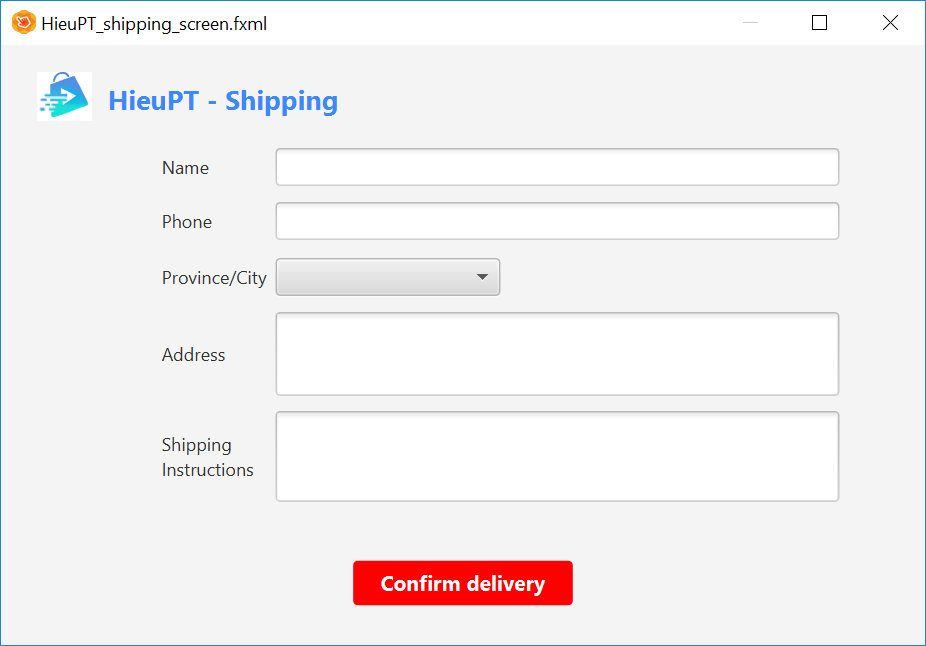 HieuPT_shipping_screen.fxml
HieuPT - Shipping
Name
Phone
Province/City
Address
Shipping
Instructions
Confirm delivery